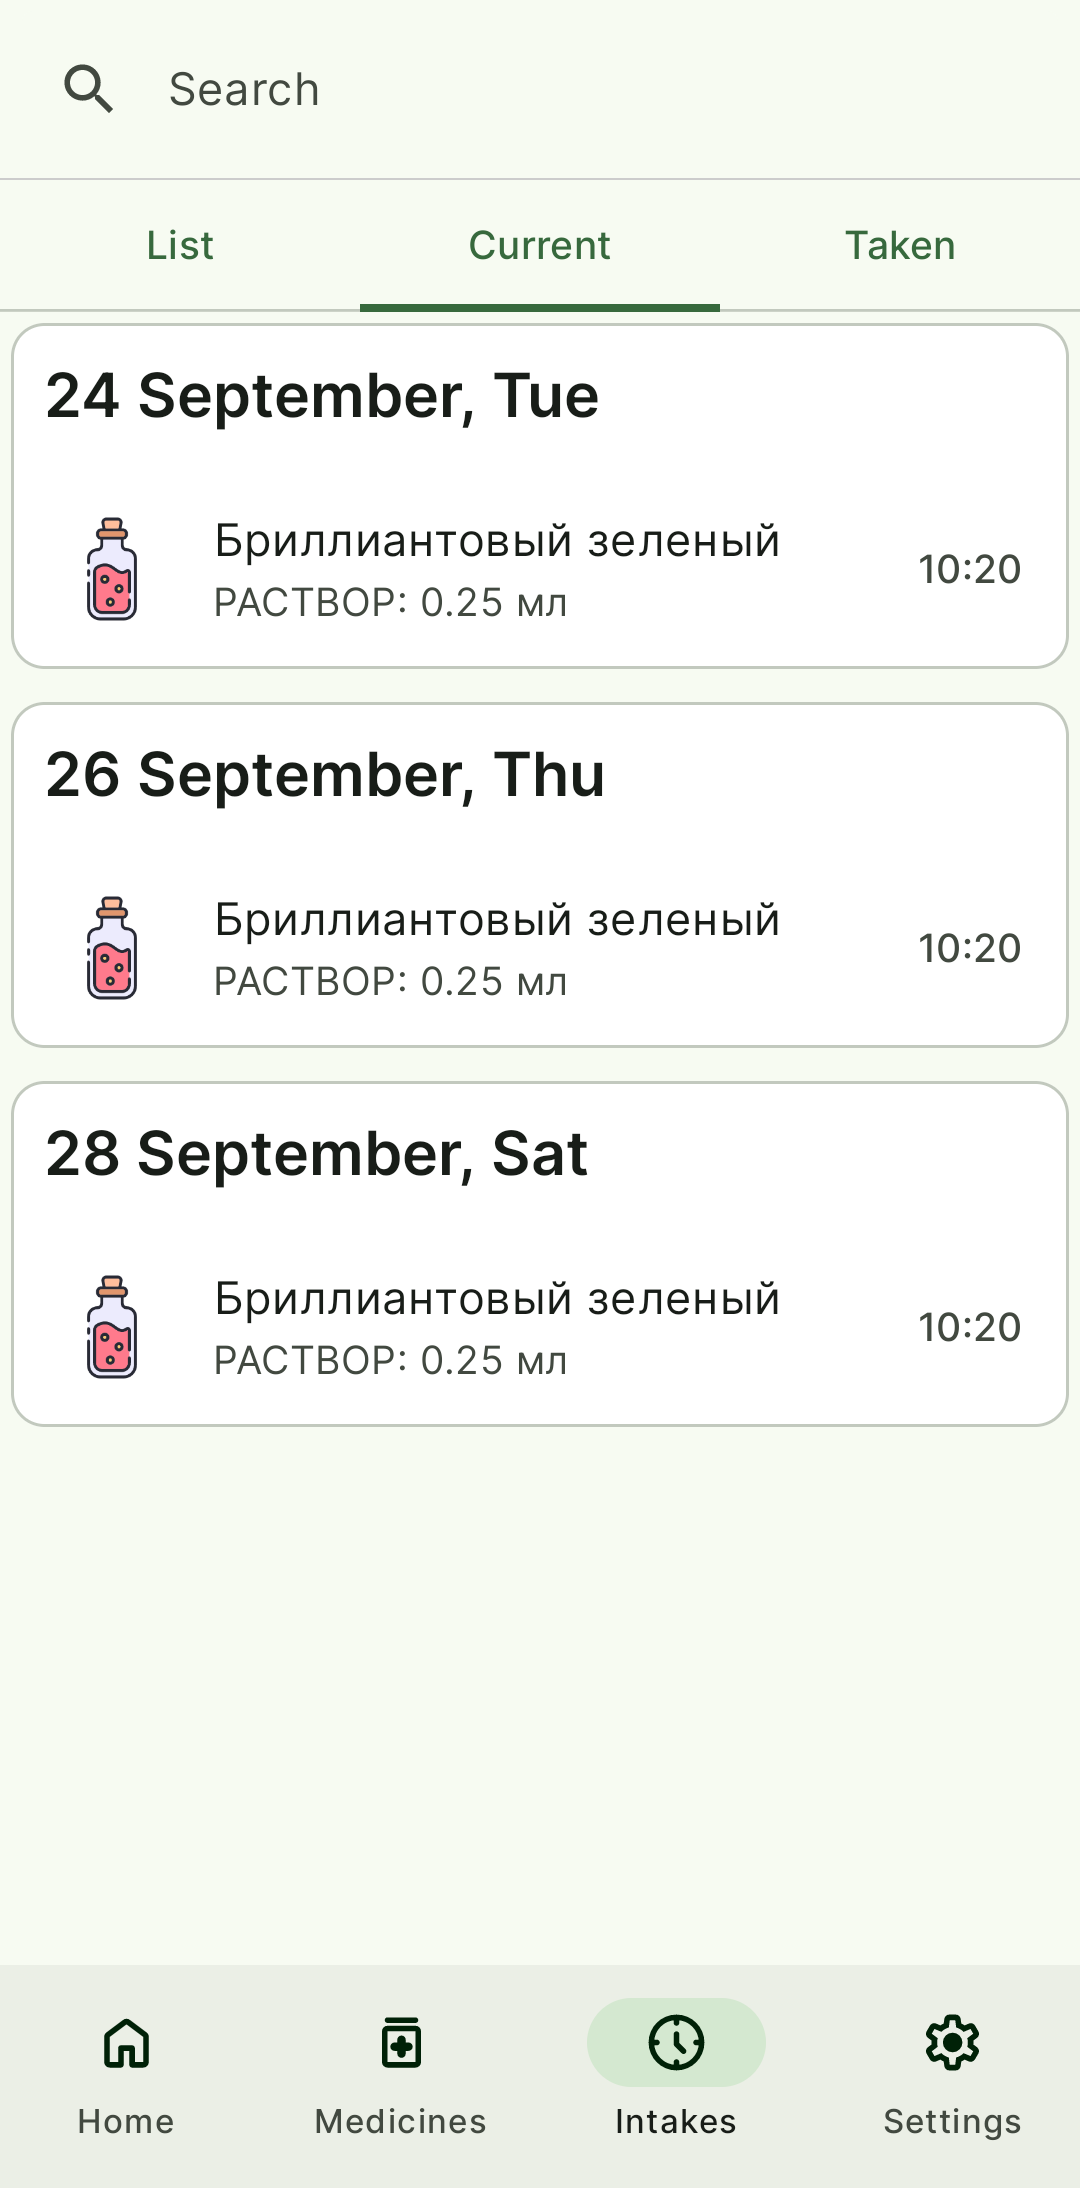 Search
List
Current
Taken
24 September, Tue
Бриллиантовый зеленый
РАСТВОР: 0.25 мл
10:20
26 September, Thu
Бриллиантовый зеленый
РАСТВОР: 0.25 мл
10:20
28 September, Sat
Бриллиантовый зеленый
РАСТВОР: 0.25 мл
10:20
Home
Medicines
Intakes
Settings